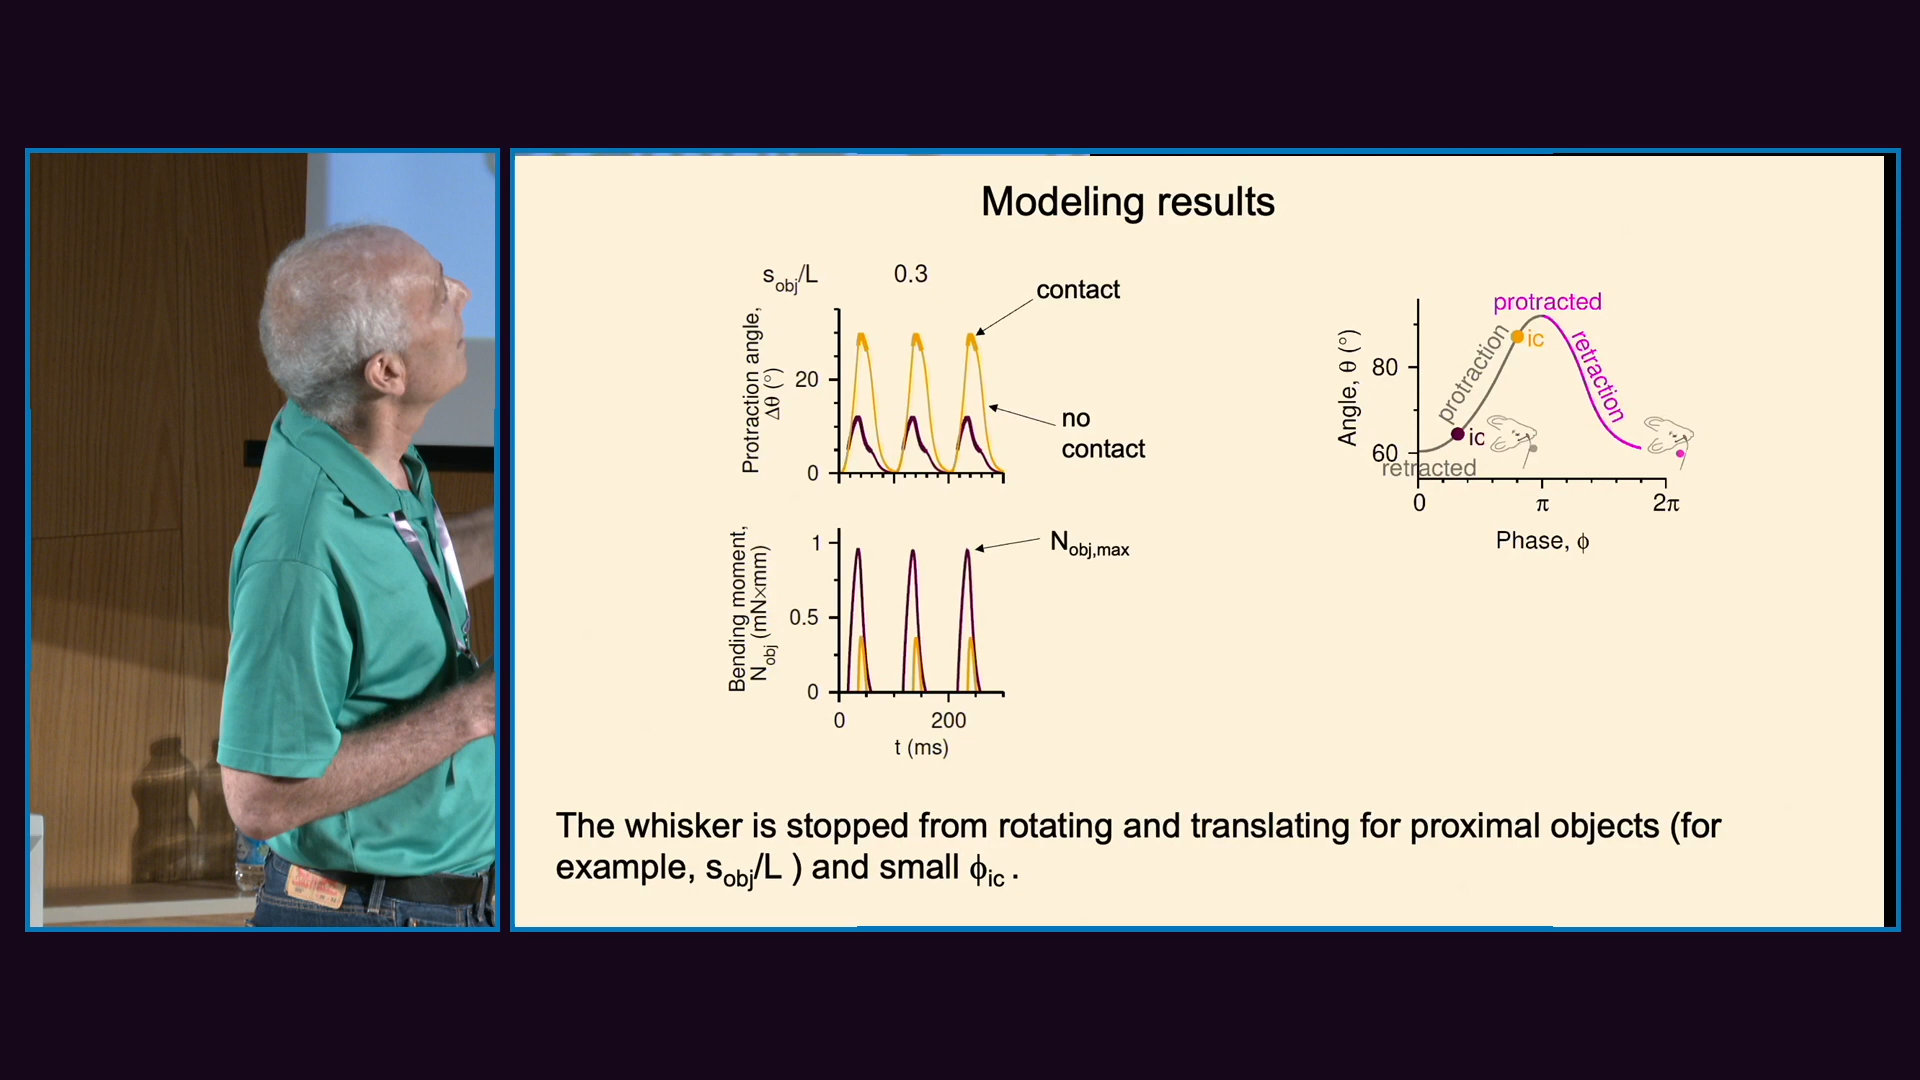 Modeling results
s_obj/L 0.3
contact
no
contact
Protraction angle,
Δθ (°)
20
0
Bending moment,
N_obj (mN×mm)
1
0.5
0
N_obj,max
0
200
t (ms)
protracted
protraction
ic
retraction
ic
retracted
Angle, θ (°)
80
60
0
π
2π
Phase, ϕ
The whisker is stopped from rotating and translating for proximal objects (for
example, s_obj/L ) and small ϕ_ic .